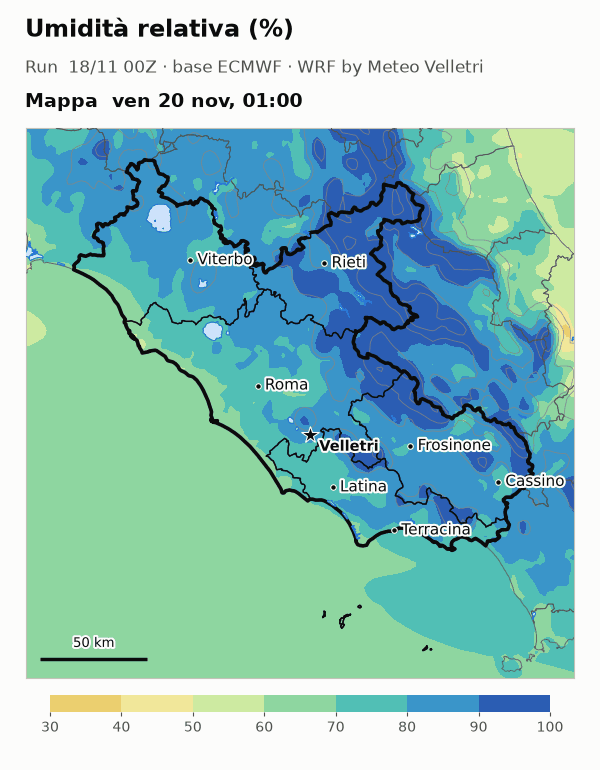 Umidità relativa (%)
Run  18/11 00Z · base ECMWF · WRF by Meteo Velletri
Mappa  ven 20 nov, 01:00
Viterbo
Rieti
Roma
Velletri
Frosinone
Cassino
Latina
Terracina
50 km
30 40 50 60 70 80 90 100